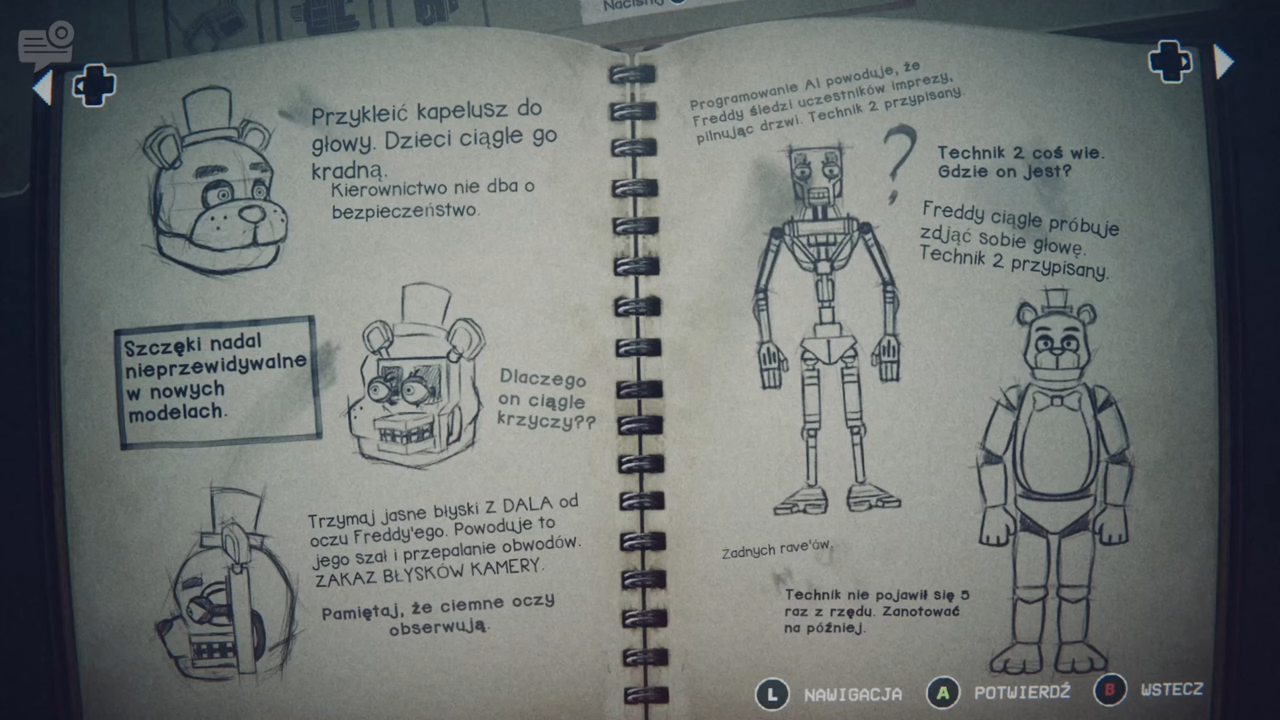 Naciśnij
Przykleić kapelusz do
głowy. Dzieci ciągle go
kradną.
Kierownictwo nie dba o
bezpieczeństwo.
Szczęki nadal
nieprzewidywalne
w nowych
modelach.
Dlaczego
on ciągle
krzyczy??
Trzymaj jasne błyski Z DALA od
oczu Freddy'ego. Powoduje to
jego szał i przepalanie obwodów.
ZAKAZ BŁYSKÓW KAMERY.
Pamiętaj, że ciemne oczy
obserwują.
Programowanie AI powoduje, że
Freddy śledzi uczestników imprezy,
pilnując drzwi. Technik 2 przypisany.
?
Technik 2 coś wie.
Gdzie on jest?
Freddy ciągle próbuje
zdjąć sobie głowę.
Technik 2 przypisany.
Żadnych rave'ów.
Technik nie pojawił się 5
raz z rzędu. Zanotować
na później.
L NAWIGACJA A POTWIERDŹ B WSTECZ